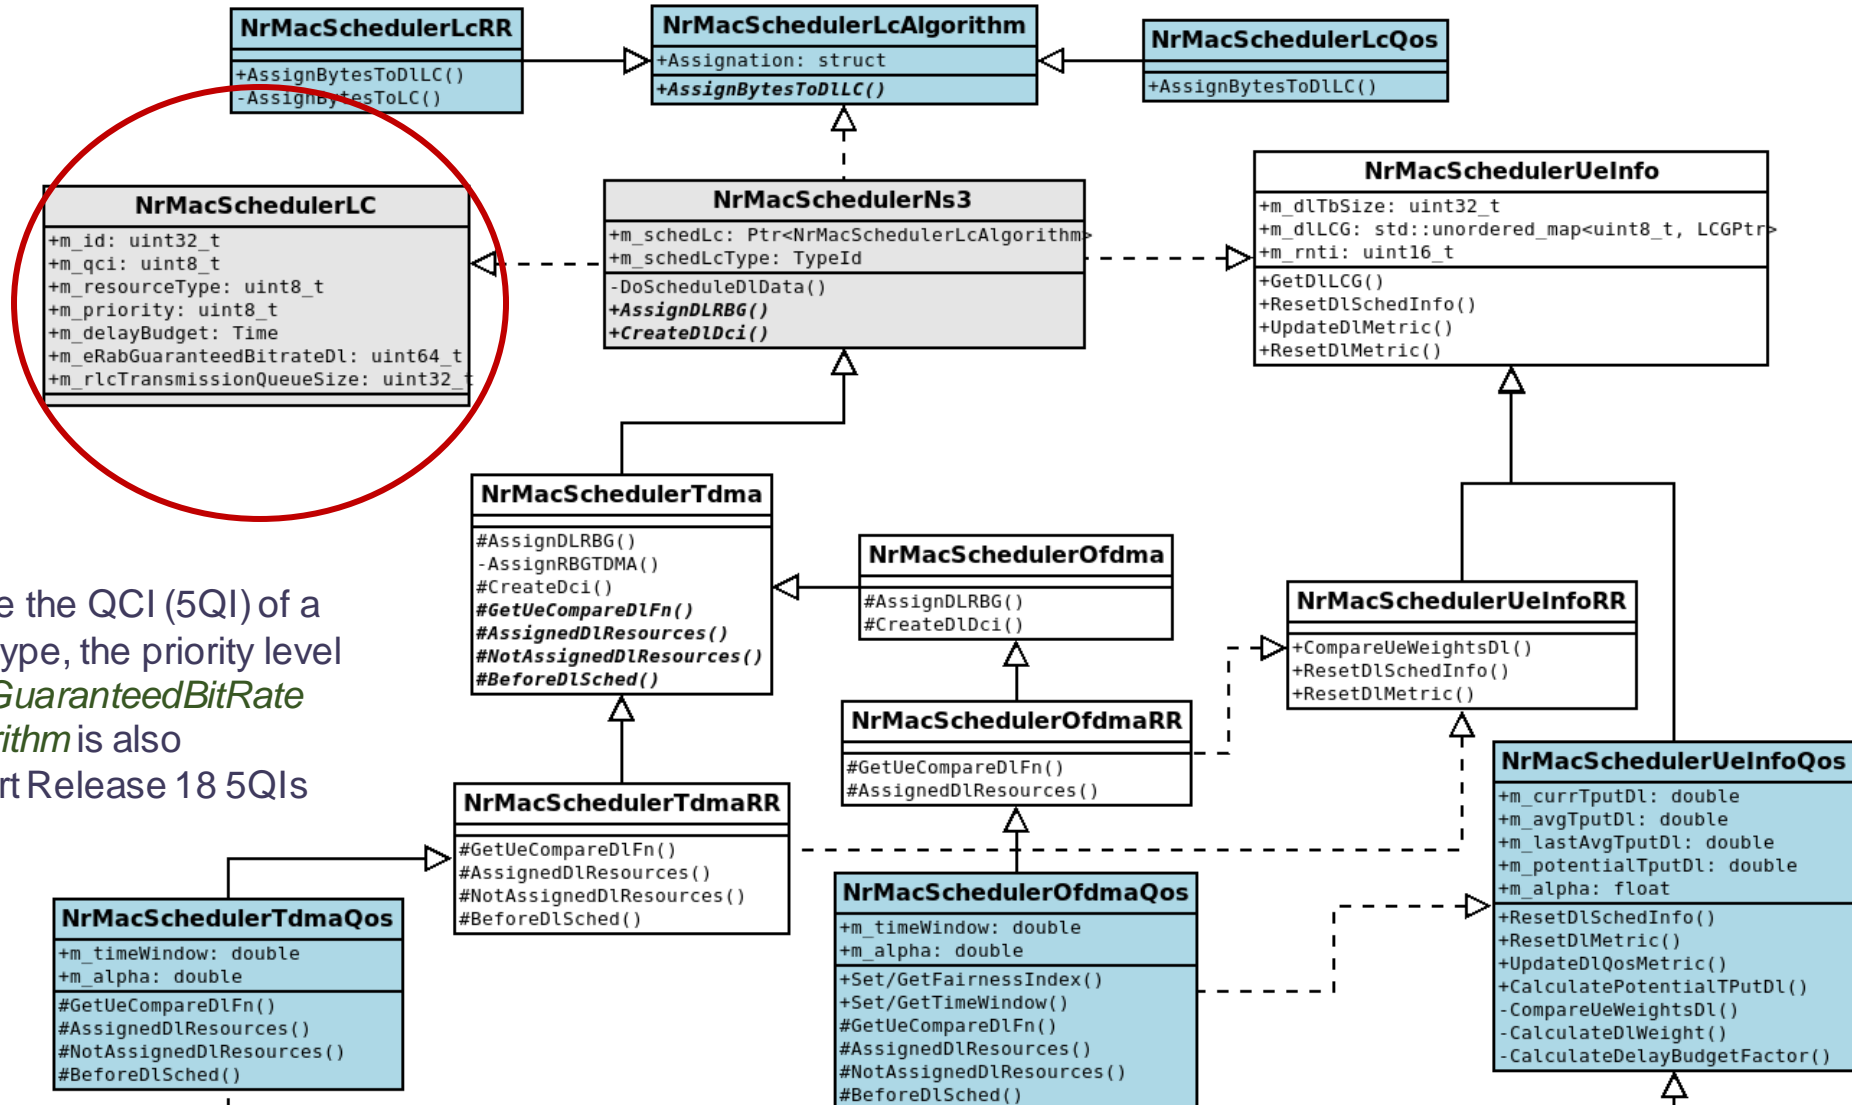 NrMacSchedulerLcRR
+AssignBytesToDlLC()
-AssignBytesToLC()
NrMacSchedulerLcAlgorithm
+Assignation: struct
+AssignBytesToDlLC()
NrMacSchedulerLcQos
+AssignBytesToDlLC()
NrMacSchedulerLC
+m_id: uint32_t
+m_qci: uint8_t
+m_resourceType: uint8_t
+m_priority: uint8_t
+m_delayBudget: Time
+m_eRabGuaranteedBitrateDl: uint64_t
+m_rlcTransmissionQueueSize: uint32_t
NrMacSchedulerNs3
+m_schedLc: Ptr<NrMacSchedulerLcAlgorithm>
+m_schedLcType: TypeId
-DoScheduleDlData()
+AssignDLRBG()
+CreateDlDci()
NrMacSchedulerUeInfo
+m_dlTbSize: uint32_t
+m_dlLCG: std::unordered_map<uint8_t, LCGPtr>
+m_rnti: uint16_t
+GetDlLCG()
+ResetDlSchedInfo()
+UpdateDlMetric()
+ResetDlMetric()
NrMacSchedulerTdma
#AssignDLRBG()
-AssignRBGTDMA()
#CreateDci()
#GetUeCompareDlFn()
#AssignedDlResources()
#NotAssignedDlResources()
#BeforeDlSched()
NrMacSchedulerOfdma
#AssignDLRBG()
#CreateDlDci()
NrMacSchedulerUeInfoRR
+CompareUeWeightsDl()
+ResetDlSchedInfo()
+ResetDlMetric()
e the QCI (5QI) of a
ype, the priority level
GuaranteedBitRate
rithm is also
rt Release 18 5QIs
NrMacSchedulerOfdmaRR
#GetUeCompareDlFn()
#AssignedDlResources()
NrMacSchedulerTdmaRR
#GetUeCompareDlFn()
#AssignedDlResources()
#NotAssignedDlResources()
#BeforeDlSched()
NrMacSchedulerUeInfoQos
+m_currTputDl: double
+m_avgTputDl: double
+m_lastAvgTputDl: double
+m_potentialTputDl: double
+m_alpha: float
+ResetDlSchedInfo()
+ResetDlMetric()
+UpdateDlQosMetric()
+CalculatePotentialTPutDl()
-CompareUeWeightsDl()
-CalculateDlWeight()
-CalculateDelayBudgetFactor()
NrMacSchedulerTdmaQos
+m_timeWindow: double
+m_alpha: double
#GetUeCompareDlFn()
#AssignedDlResources()
#NotAssignedDlResources()
#BeforeDlSched()
NrMacSchedulerOfdmaQos
+m_timeWindow: double
+m_alpha: double
+Set/GetFairnessIndex()
+Set/GetTimeWindow()
#GetUeCompareDlFn()
#AssignedDlResources()
#NotAssignedDlResources()
#BeforeDlSched()